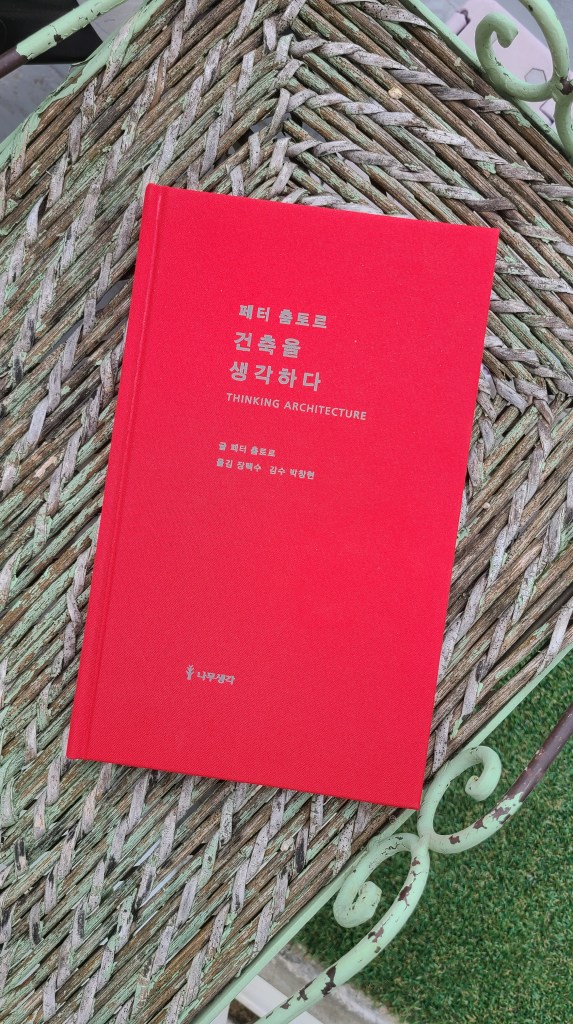 페터 춤토르
건축을
생각하다
THINKING ARCHITECTURE
글 페터 춤토르
옮김 장택수 감수 박창현
나무생각